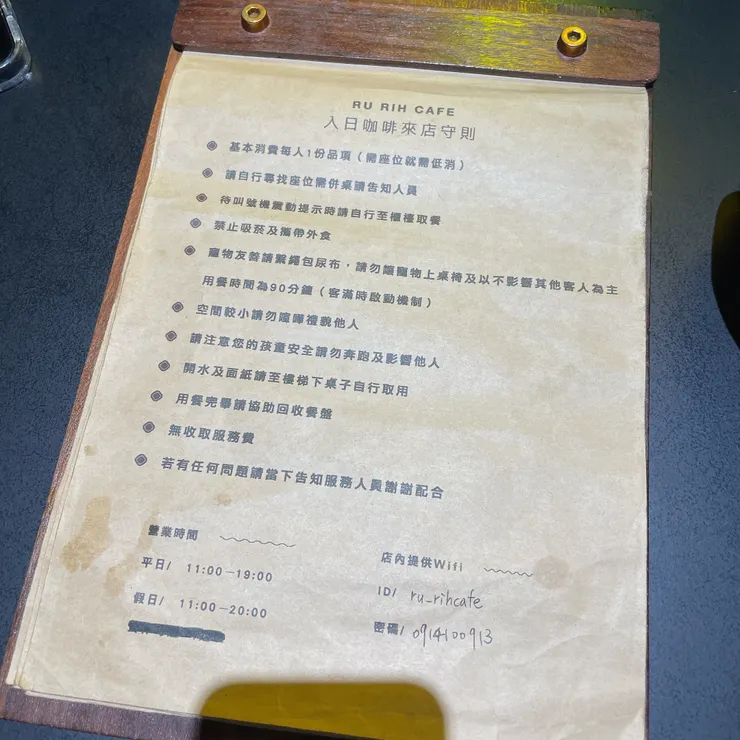 RU RIH CAFE
入日咖啡來店守則
基本消費每人1份品項（需座位就需低消）
請自行尋找座位需併桌請告知人員
待叫號機震動提示時請自行至櫃檯取餐
禁止吸菸及攜帶外食
寵物友善請繫繩包尿布，請勿讓寵物上桌椅及以不影響其他客人為主
用餐時間為90分鐘（客滿時啟動機制）
空間較小請勿喧嘩禮貌他人
請注意您的孩童安全請勿奔跑及影響他人
開水及面紙請至樓梯下桌子自行取用
用餐完畢請協助回收餐盤
無收取服務費
若有任何問題請當下告知服務人員謝謝配合
營業時間
平日/ 11:00－19:00
假日/ 11:00－20:00
店內提供Wifi
ID/ ru_rihcafe
密碼/ 0914100913